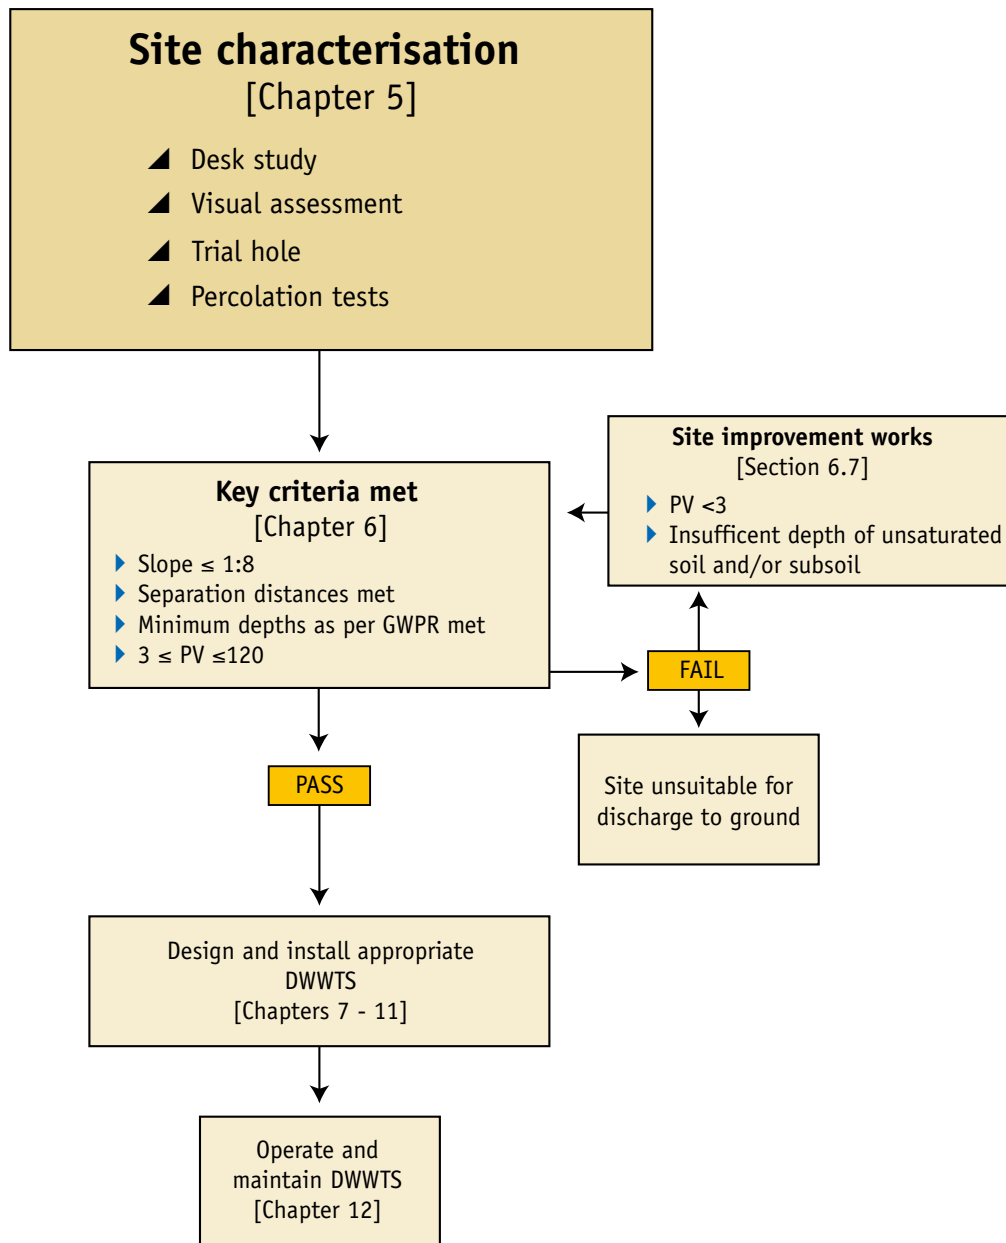 Site characterisation
[Chapter 5]
Desk study
Visual assessment
Trial hole
Percolation tests
Site improvement works
[Section 6.7]
PV <3
Insufficent depth of unsaturated
soil and/or subsoil
Key criteria met
[Chapter 6]
Slope ≤ 1:8
Separation distances met
Minimum depths as per GWPR met
3 ≤ PV ≤120
FAIL
PASS
Site unsuitable for
discharge to ground
Design and install appropriate
DWWTS
[Chapters 7 - 11]
Operate and
maintain DWWTS
[Chapter 12]